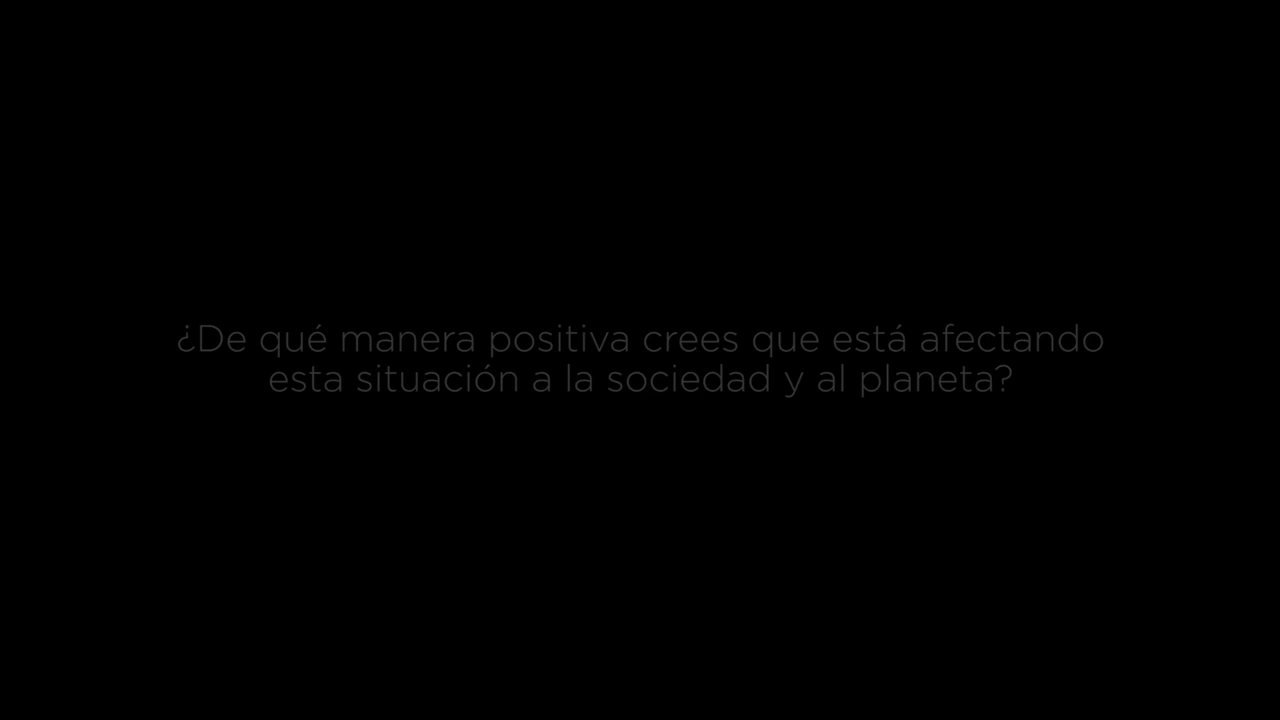 ¿De qué manera positiva crees que está afectando
esta situación a la sociedad y al planeta?